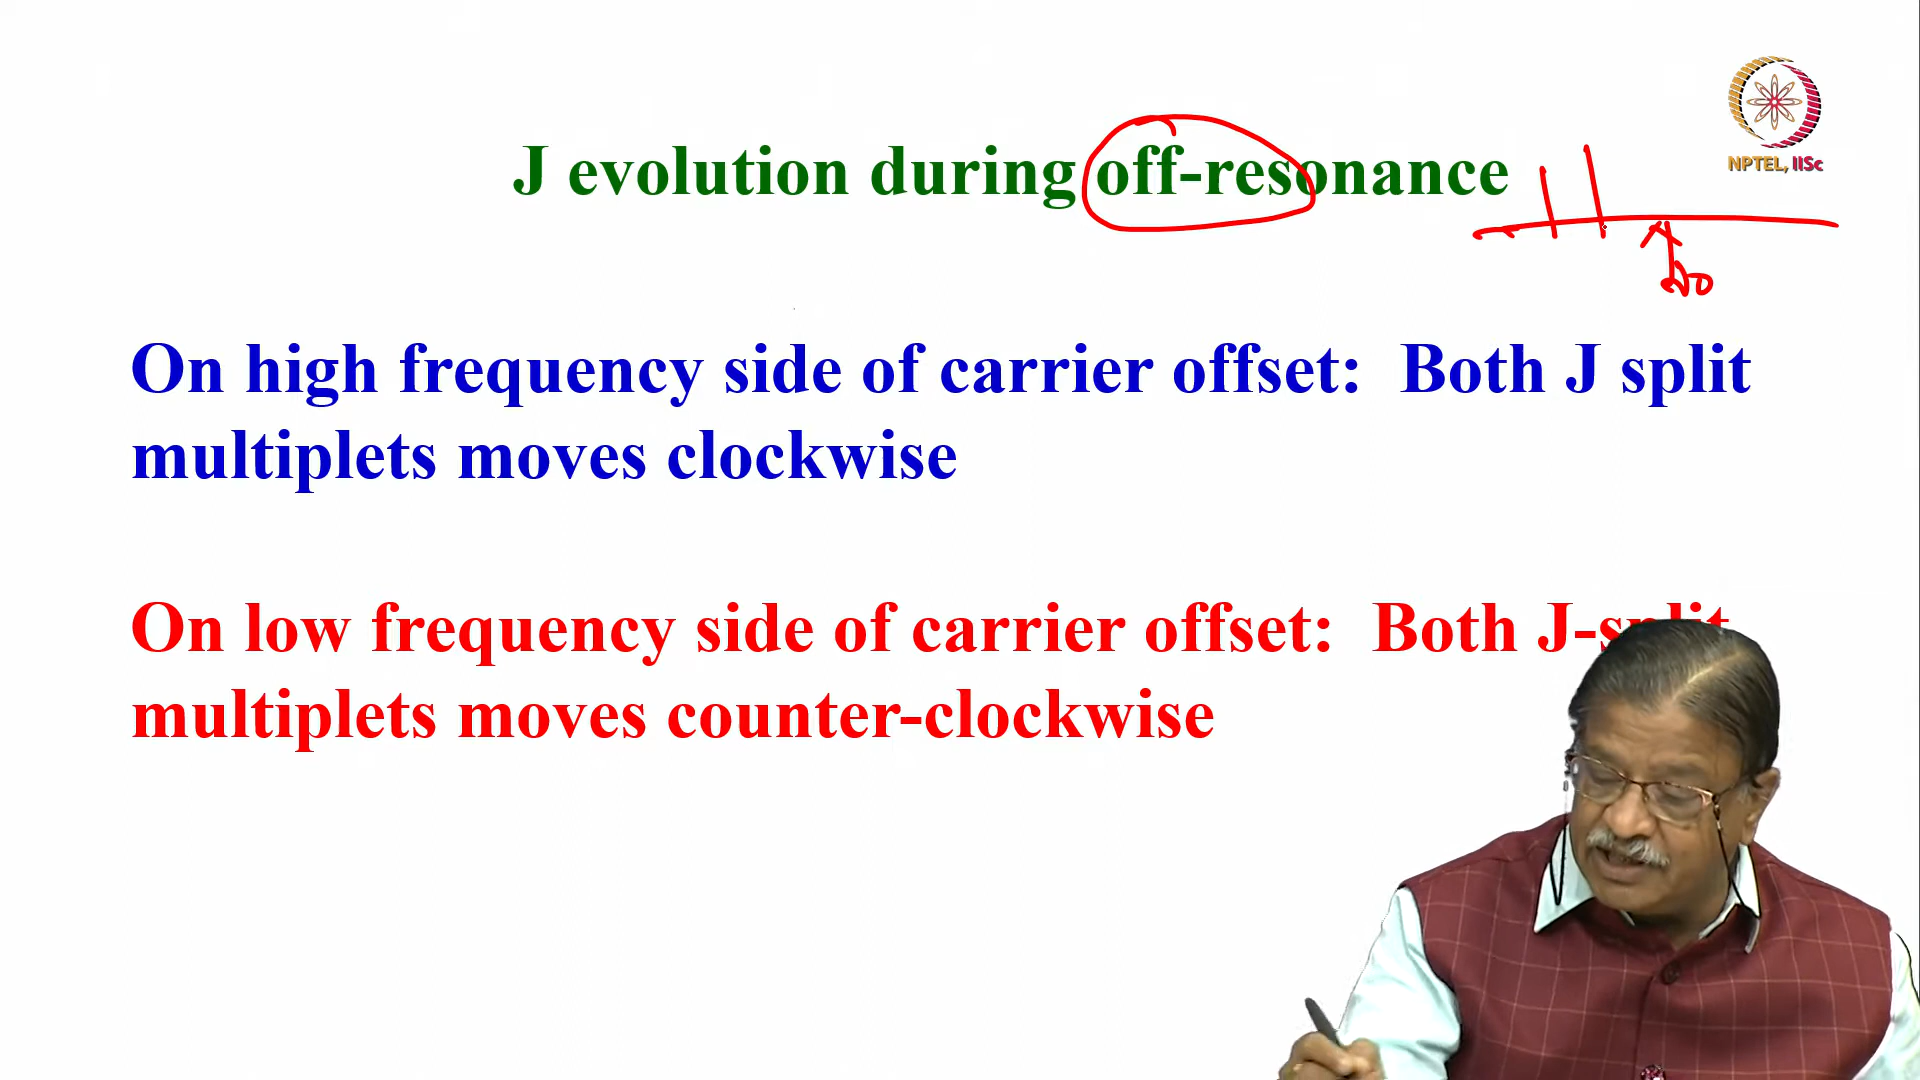 J evolution during off-resonance
NPTEL, IISc
On high frequency side of carrier offset: Both J split
multiplets moves clockwise
On low frequency side of carrier offset: Both J-split
multiplets moves counter-clockwise